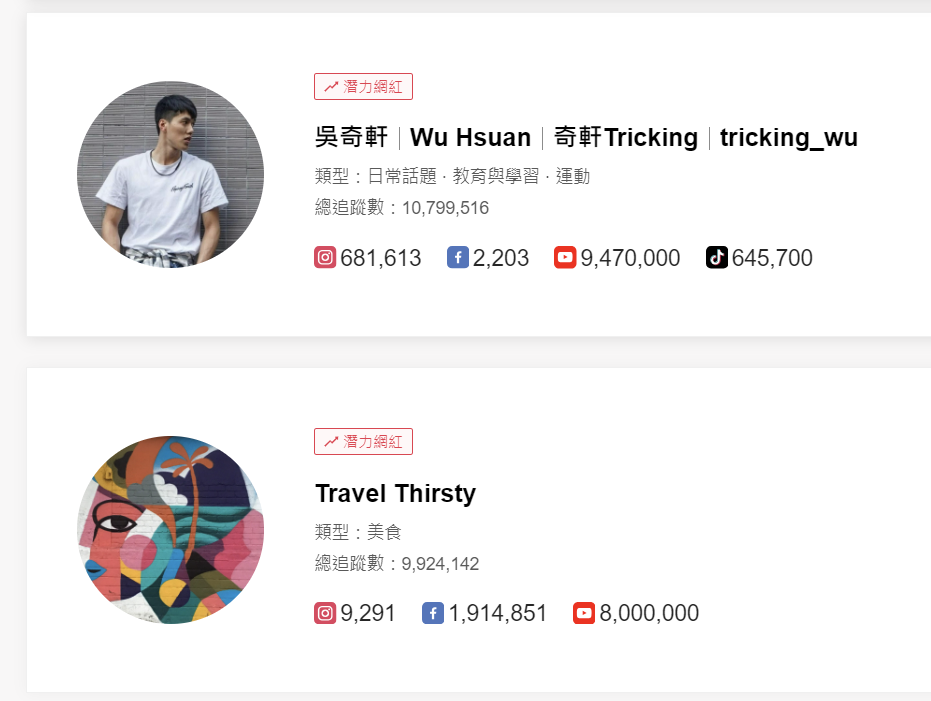 潛力網紅
吳奇軒｜Wu Hsuan｜奇軒Tricking｜tricking_wu
類型：日常話題 · 教育與學習 · 運動
總追蹤數：10,799,516
681,613 2,203 9,470,000 645,700
潛力網紅
Travel Thirsty
類型：美食
總追蹤數：9,924,142
9,291 1,914,851 8,000,000